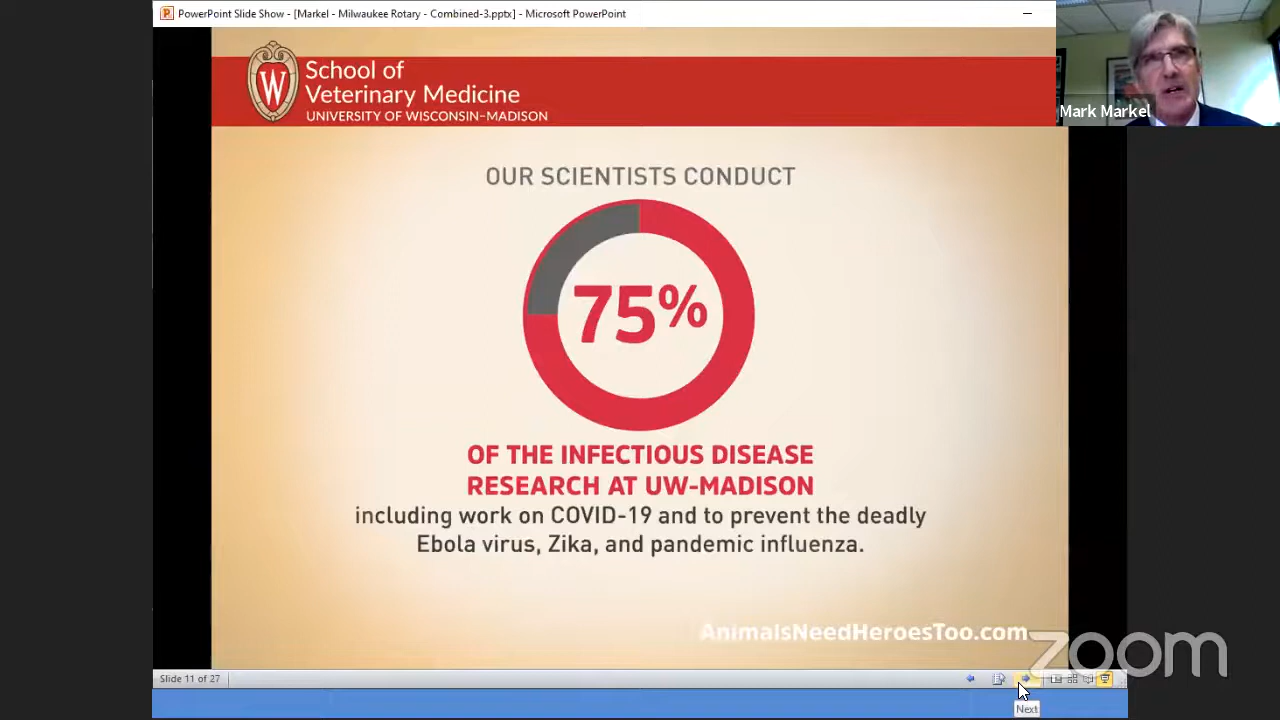 PowerPoint Slide Show - [Markel - Milwaukee Rotary - Combined-3.pptx] - Microsoft PowerPoint
W
School of
Veterinary Medicine
UNIVERSITY OF WISCONSIN–MADISON
Mark Markel
OUR SCIENTISTS CONDUCT
75%
OF THE INFECTIOUS DISEASE
RESEARCH AT UW-MADISON
including work on COVID-19 and to prevent the deadly
Ebola virus, Zika, and pandemic influenza.
AnimalsNeedHeroesToo.com
zoom
Slide 11 of 27
Next